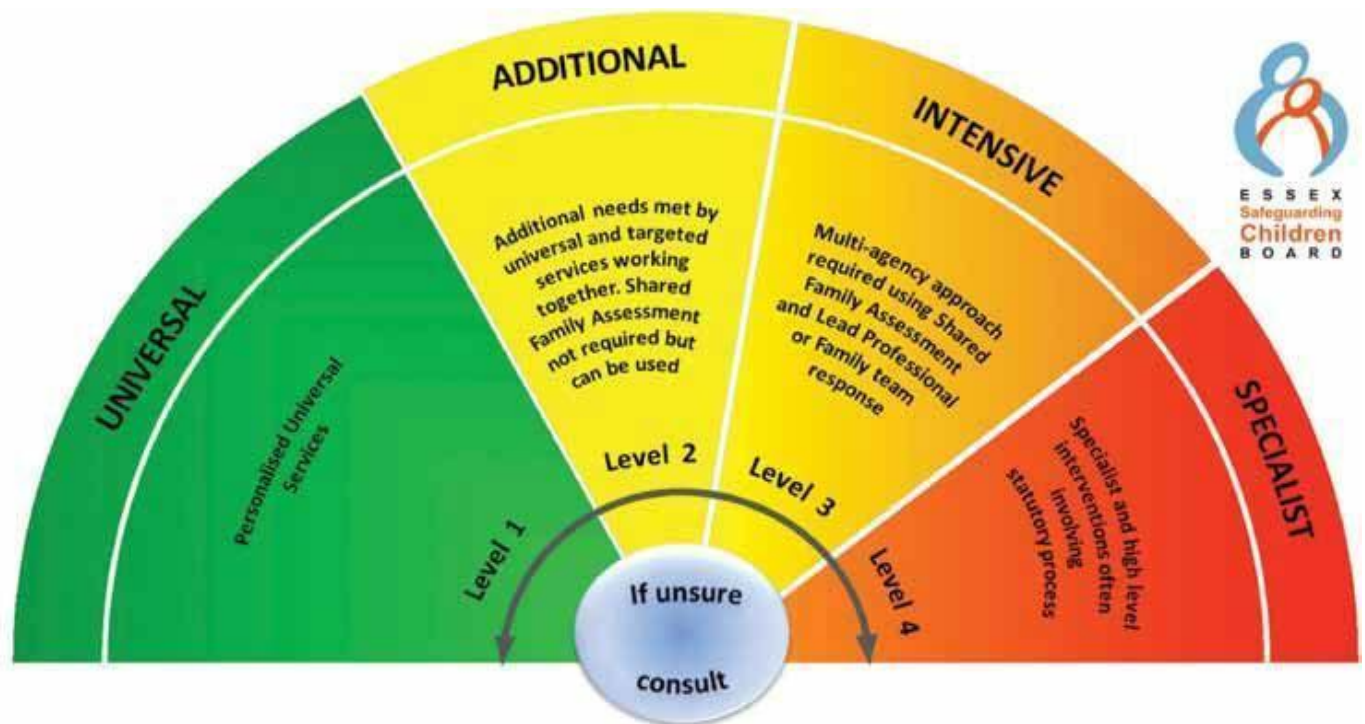 UNIVERSAL
Personalised Universal
Services
Level 1
ADDITIONAL
Additional needs met by
universal and targeted
services working
together. Shared
Family Assessment
not required but
can be used
Level 2
INTENSIVE
Multi-agency approach
required using Shared
Family Assessment
and Lead Professional
or Family team
response
Level 3
SPECIALIST
Specialist and high level
interventions often
involving
statutory process
Level 4
If unsure
consult
ESSEX
Safeguarding
Children
BOARD